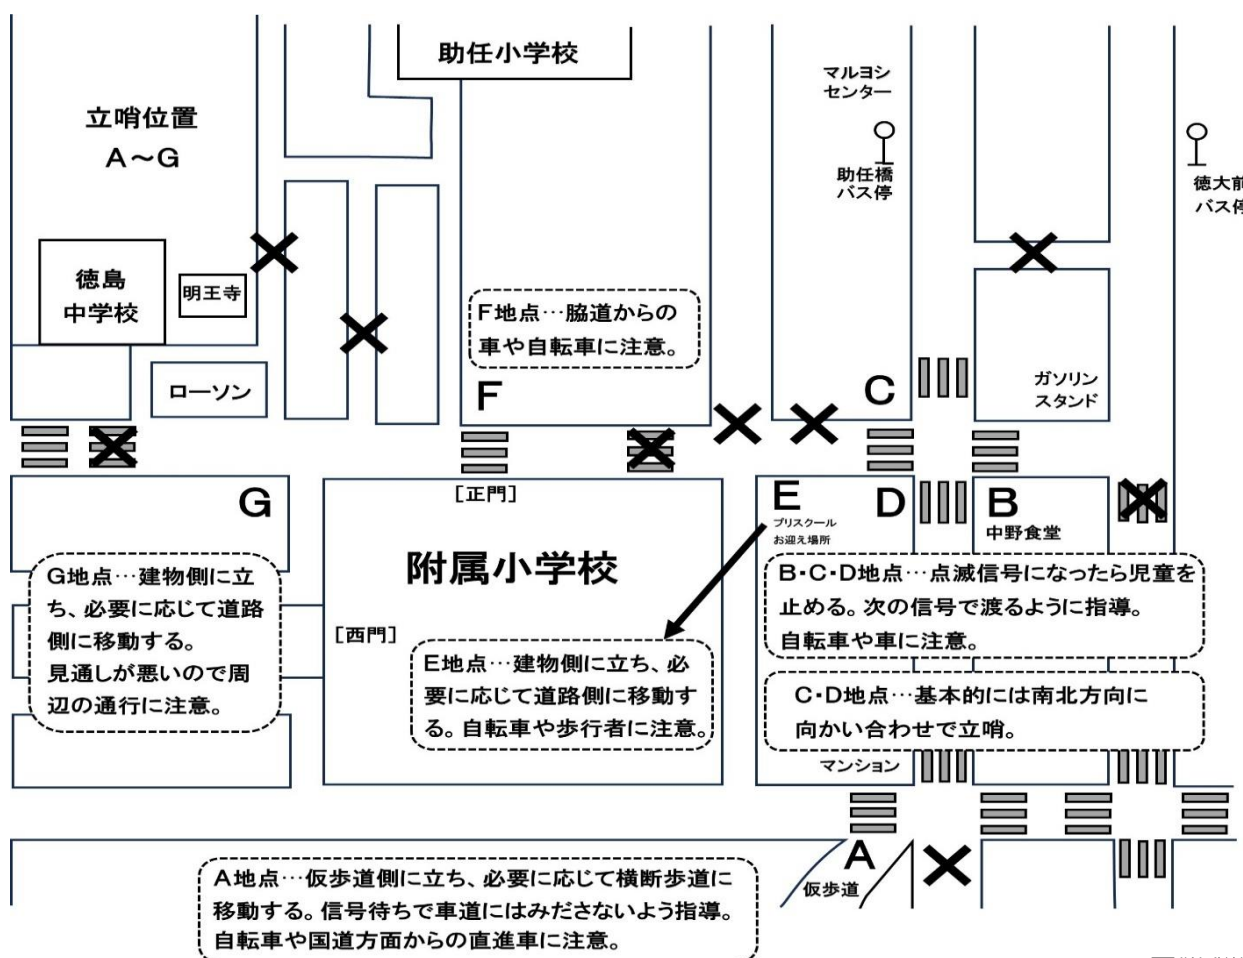 助任小学校
立哨位置
A～G
マルヨシ
センター
助任橋
バス停
徳大前
バス停
徳島
中学校
明王寺
F地点…脇道からの
車や自転車に注意。
ローソン
F
C
ガソリン
スタンド
G
[正門]
E
プリスクール
お迎え場所
D
B
中野食堂
附属小学校
[西門]
G地点…建物側に立
ち、必要に応じて道路
側に移動する。
見通しが悪いので周
辺の通行に注意。
E地点…建物側に立ち、必
要に応じて道路側に移動す
る。自転車や歩行者に注意。
B・C・D地点…点滅信号になったら児童を
止める。次の信号で渡るように指導。
自転車や車に注意。
C・D地点…基本的には南北方向に
向かい合わせで立哨。
マンション
A
仮歩道
A地点…仮歩道側に立ち、必要に応じて横断歩道に
移動する。信号待ちで車道にはみださないよう指導。
自転車や国道方面からの直進車に注意。